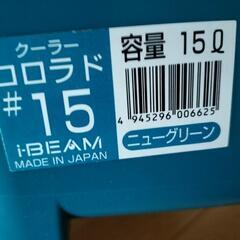 クーラー
コロラド
#15
i-BEAM
MADE IN JAPAN
容量 15ℓ
4 945296 006625
ニューグリーン